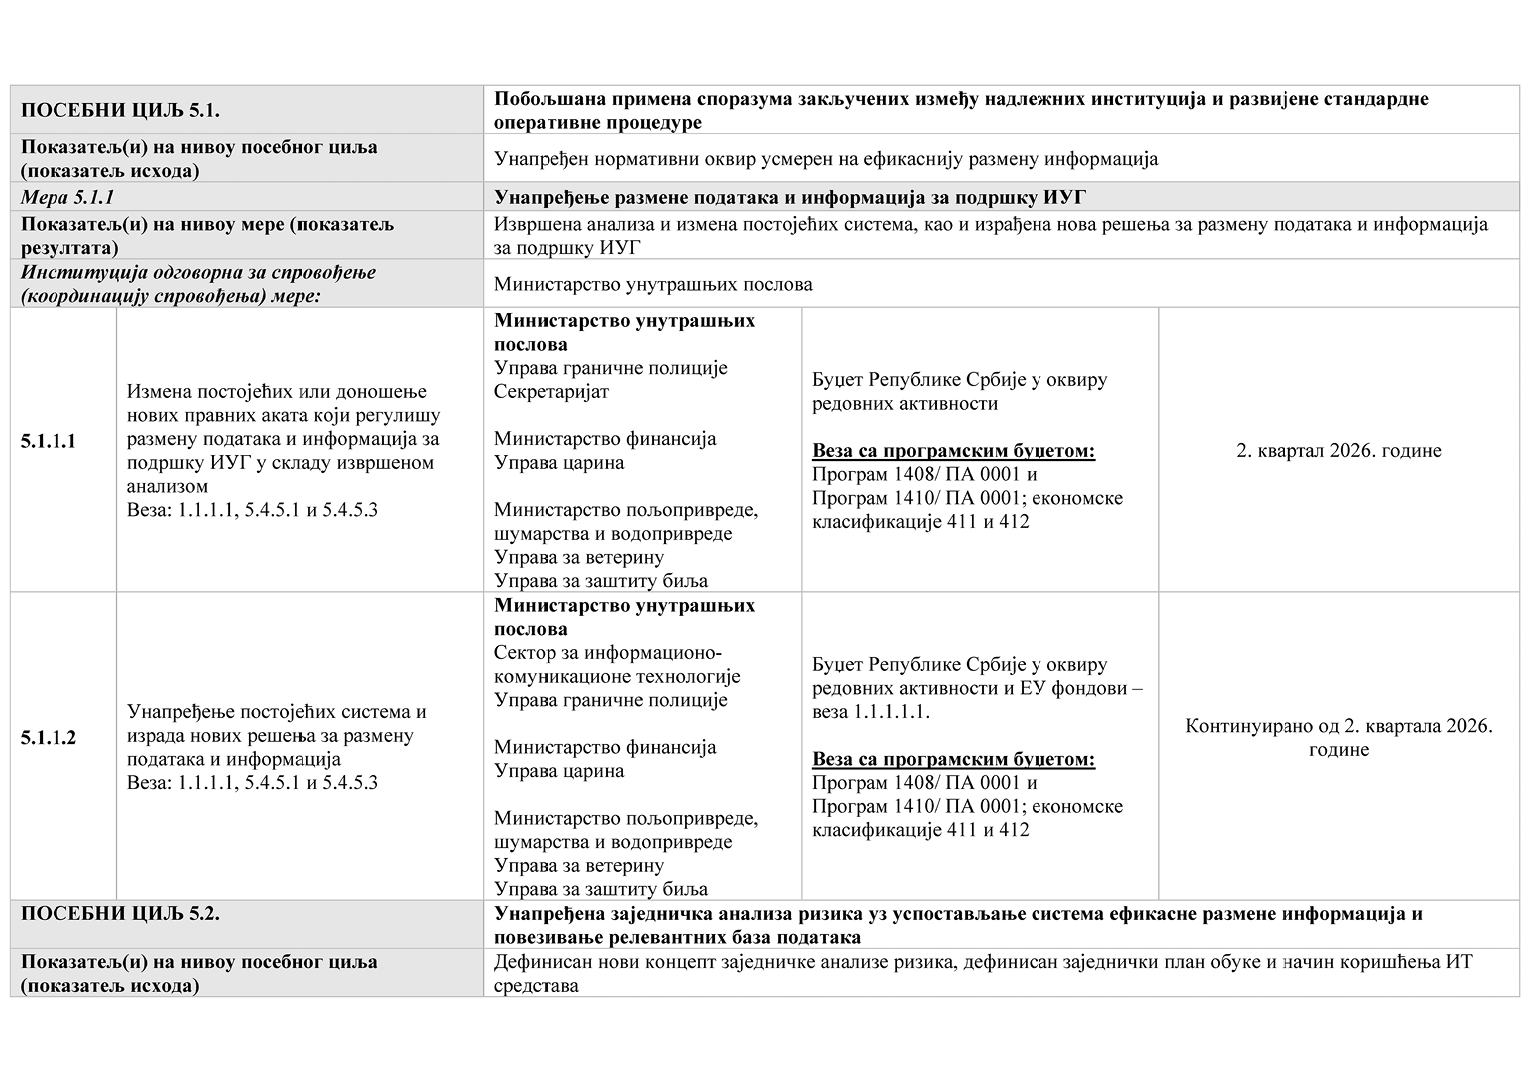 ПОСЕБНИ ЦИЉ 5.1.
Побољшана примена споразума закључених између надлежних институција и развијене стандардне
оперативне процедуре
Показатељ(и) на нивоу посебног циља
(показатељ исхода)
Унапређен нормативни оквир усмерен на ефикаснију размену информација
Мера 5.1.1
Унапређење размене података и информација за подршку ИУГ
Показатељ(и) на нивоу мере (показатељ
резултата)
Извршена анализа и измена постојећих система, као и израђена нова решења за размену података и информација
за подршку ИУГ
Институција одговорна за спровођење
(координацију спровођења) мере:
Министарство унутрашњих послова
5.1.1.1
Измена постојећих или доношење
нових правних аката који регулишу
размену података и информација за
подршку ИУГ у складу извршеном
анализом
Веза: 1.1.1.1, 5.4.5.1 и 5.4.5.3
Министарство унутрашњих
послова
Управа граничне полиције
Секретаријат
Министарство финансија
Управа царина
Министарство пољопривреде,
шумарства и водопривреде
Управа за ветерину
Управа за заштиту биља
Буџет Републике Србије у оквиру
редовних активности
Веза са програмским буџетом:
Програм 1408/ ПА 0001 и
Програм 1410/ ПА 0001; економске
класификације 411 и 412
2. квартал 2026. године
5.1.1.2
Унапређење постојећих система и
израда нових решења за размену
података и информација
Веза: 1.1.1.1, 5.4.5.1 и 5.4.5.3
Министарство унутрашњих
послова
Сектор за информационо-
комуникационе технологије
Управа граничне полиције
Министарство финансија
Управа царина
Министарство пољопривреде,
шумарства и водопривреде
Управа за ветерину
Управа за заштиту биља
Буџет Републике Србије у оквиру
редовних активности и ЕУ фондови –
веза 1.1.1.1.1.
Веза са програмским буџетом:
Програм 1408/ ПА 0001 и
Програм 1410/ ПА 0001; економске
класификације 411 и 412
Континуирано од 2. квартала 2026.
године
ПОСЕБНИ ЦИЉ 5.2.
Унапређена заједничка анализа ризика уз успостављање система ефикасне размене информација и
повезивање релевантних база података
Показатељ(и) на нивоу посебног циља
(показатељ исхода)
Дефинисан нови концепт заједничке анализе ризика, дефинисан заједнички план обуке и начин коришћења ИТ
средстава